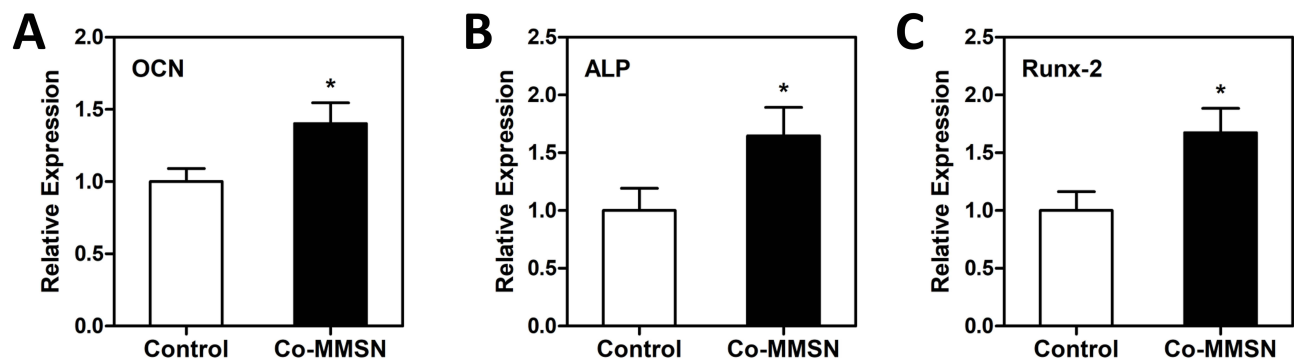 A
OCN
Relative Expression
2.0
1.5
1.0
0.5
0.0
*
Control Co-MMSN
B
ALP
Relative Expression
2.5
2.0
1.5
1.0
0.5
0.0
*
Control Co-MMSN
C
Runx-2
Relative Expression
2.5
2.0
1.5
1.0
0.5
0.0
*
Control Co-MMSN